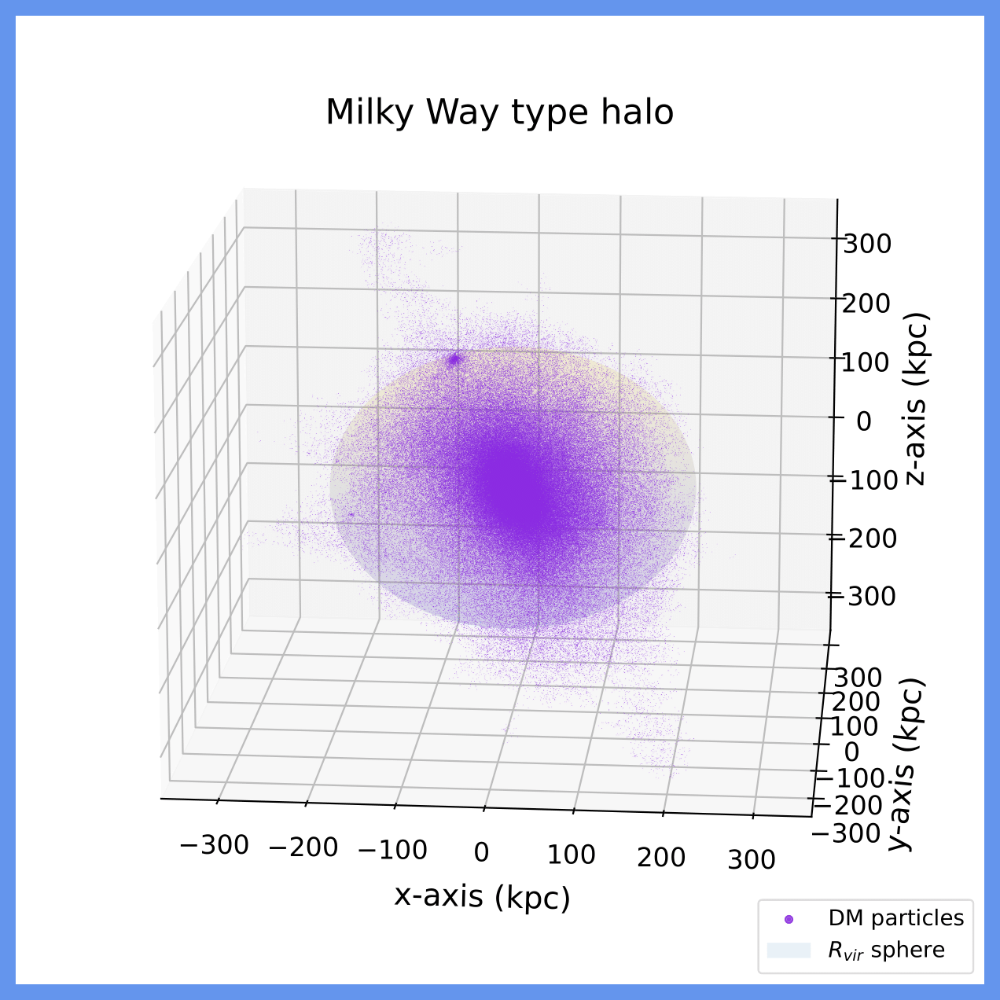 Milky Way type halo
300
200
100
0
−100
−200
−300
z-axis (kpc)
300
200
100
0
−100
−200
−300
y-axis (kpc)
−300 −200 −100 0 100 200 300
x-axis (kpc)
DM particles
Rvir sphere